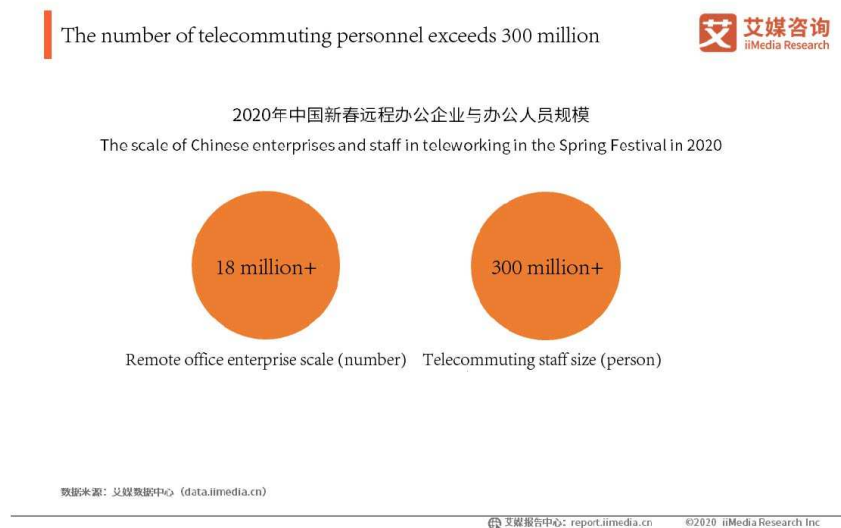 The number of telecommuting personnel exceeds 300 million
艾 艾媒咨询
iiMedia Research
2020年中国新春远程办公企业与办公人员规模
The scale of Chinese enterprises and staff in teleworking in the Spring Festival in 2020
18 million+
300 million+
Remote office enterprise scale (number)
Telecommuting staff size (person)
数据来源：艾媒数据中心（data.iimedia.cn）
艾媒报告中心：report.iimedia.cn ©2020 iiMedia Research Inc